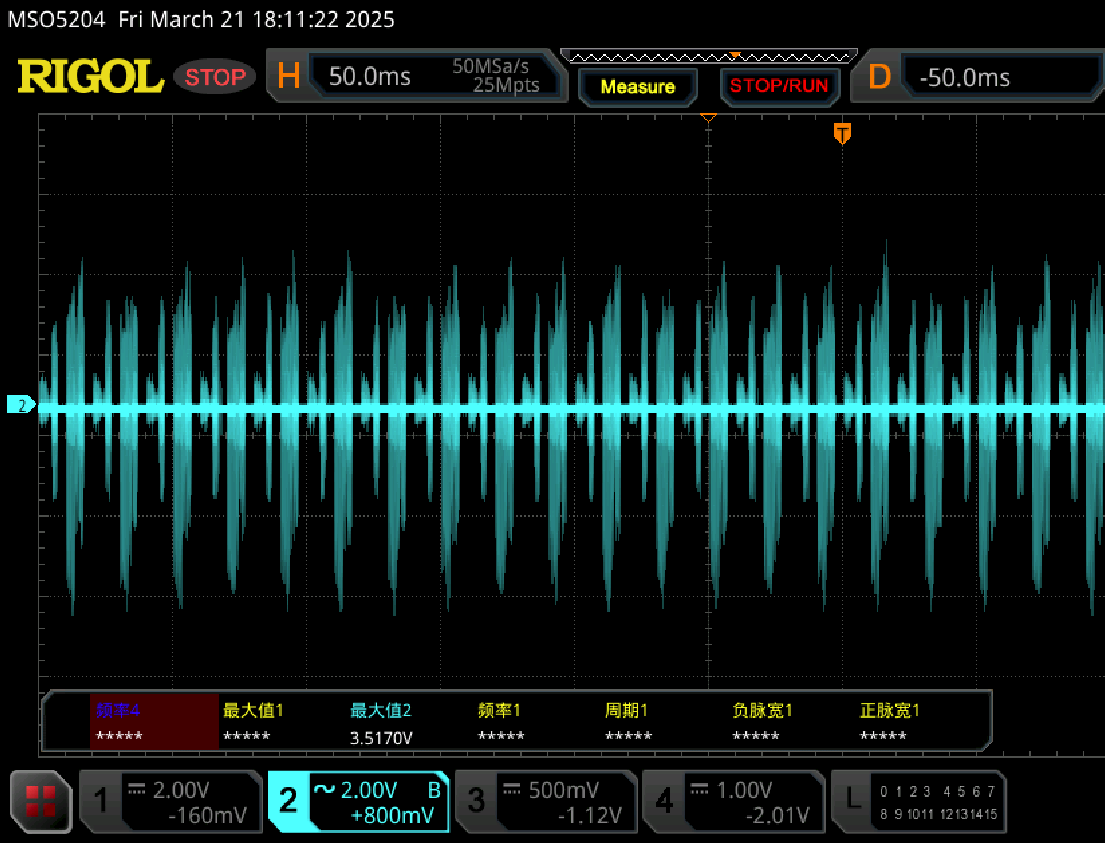 MSO5204 Fri March 21 18:11:22 2025
RIGOL STOP H 50.0ms 50MSa/s 25Mpts Measure STOP/RUN D -50.0ms
T
2
频率4 最大值1 最大值2 频率1 周期1 负脉宽1 正脉宽1
***** ***** 3.5170V ***** ***** ***** *****
1 2.00V -160mV
2 2.00V B +800mV
3 500mV -1.12V
4 1.00V -2.01V
L 0 1 2 3 4 5 6 7
8 9 10 11 12 13 14 15